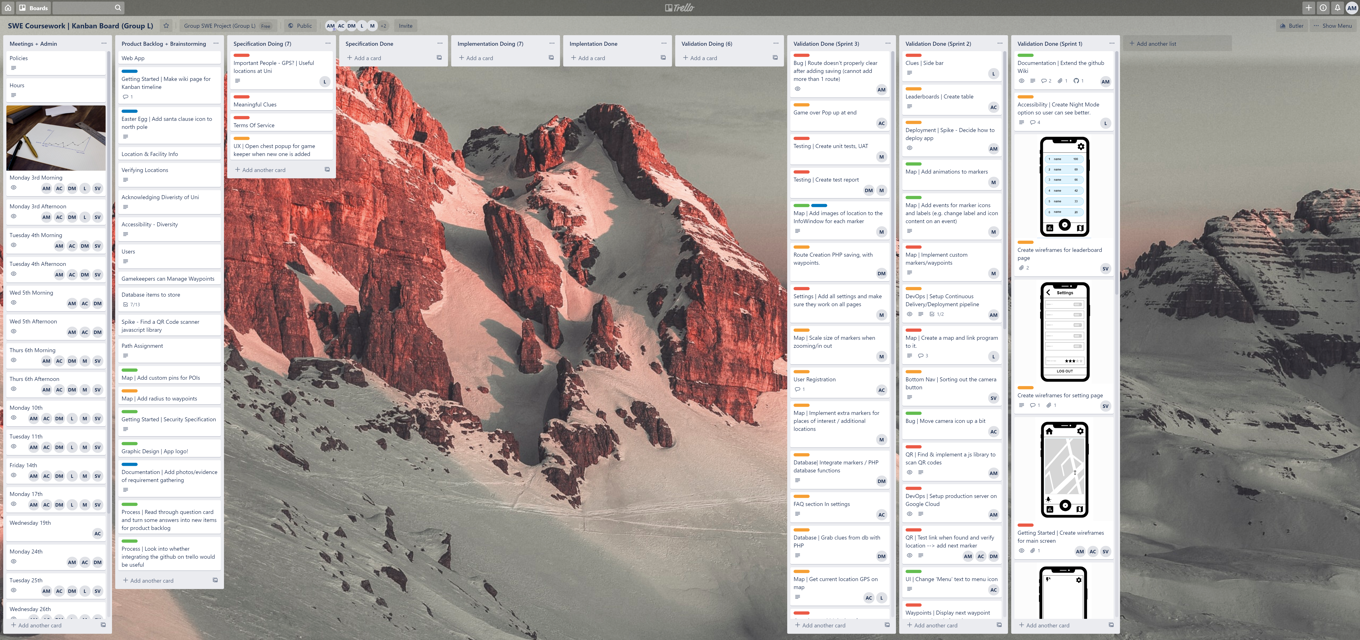 Boards
Trello
AM
SWE Coursework | Kanban Board (Group L)
Group SWE Project (Group L)
Free
Public
AM AC DM L M +2
Invite
Butler
Show Menu
Meetings + Admin
Policies
Hours
Monday 3rd Morning
AM AC DM L SV
Monday 3rd Afternoon
AM AC DM L SV
Tuesday 4th Morning
AM AC DM SV
Tuesday 4th Afternoon
AM AC DM SV
Wed 5th Morning
AM AC DM
Wed 5th Afternoon
AM AC DM
Thurs 6th Morning
AM AC DM M SV
Thurs 6th Afternoon
AM AC DM M SV
Monday 10th
AM AC DM L M SV
Tuesday 11th
AM AC DM L M SV
Friday 14th
AM AC DM L M SV
Monday 17th
AM AC DM L M SV
Wednesday 19th
AC
Monday 24th
AM AC DM
Tuesday 25th
AM AC DM L M SV
Wednesday 26th
+ Add another card
Product Backlog + Brainstorming
Web App
Getting Started | Make wiki page for
Kanban timeline
1
Easter Egg | Add santa clause icon to
north pole
Location & Facility Info
Verifying Locations
Acknowledging Diveristy of Uni
Accessibility - Diversity
Users
Gamekeepers can Manage Waypoints
Database items to store
7/13
Spike - Find a QR Code scanner
javascript library
Path Assignment
Map | Add custom pins for POIs
Map | Add radius to waypoints
Getting Started | Security Specification
Graphic Design | App logo!
Documentation | Add photos/evidence
of requirement gathering
Process | Read through question card
and turn some answers into new items
for product backlog
Process | Look into whether
integrating the github on trello would
be useful
+ Add another card
Specification Doing (7)
Important People - GPS? | Useful
locations at Uni
L
Meaningful Clues
Terms Of Service
UX | Open chest popup for game
keeper when new one is added
+ Add another card
Specification Done
+ Add a card
Implementation Doing (7)
+ Add a card
Implintation Done
+ Add a card
Validation Doing (6)
+ Add a card
Validation Done (Sprint 3)
Bug | Route doesn't properly clear
after adding saving (cannot add
more than 1 route)
AM
Game over Pop up at end
AC
Testing | Create unit tests, UAT
M
Testing | Create test report
DM M
Map | Add images of location to the
InfoWindow for each marker
M
Route Creation PHP saving, with
waypoints.
DM
Settings | Add all settings and make
sure they work on all pages
M
Map | Scale size of markers when
zooming/in out
M
User Registration
1
AC
Map | Implement extra markers for
places of interest / additional
locations
M
Database| Integrate markers / PHP
database functions
DM
FAQ section in settings
AC
Database | Grab clues from db with
PHP
DM
Map | Get current location GPS on
map
AC L
+ Add another card
Validation Done (Sprint 2)
Clues | Side bar
L
Leaderboards | Create table
AC
Deployment | Spike - Decide how to
deploy app
AM
Map | Add animations to markers
M
Map | Add events for marker icons
and labels (e.g. change label and icon
content on an event)
M
Map | Implement custom
markers/waypoints
M
DevOps | Setup Continuous
Delivery/Deployment pipeline
1/2
AM
Map | Create a map and link program
to it.
3
L
Bottom Nav | Sorting out the camera
button
SV
Bug | Move camera icon up a bit
AC
QR | Find & implement a js library to
scan QR codes
AM
DevOps | Setup production server on
Google Cloud
AM
QR | Test link when found and verify
location --> add next marker
AM AC DM
UI | Change 'Menu' text to menu icon
AC
Waypoints | Display next waypoint
+ Add another card
Validation Done (Sprint 1)
Documentation | Extend the github
Wiki
2 1 1
AM
Accessibility | Create Night Mode
option so user can see better.
4
L
Create wireframes for leaderboard
page
2
SV
Settings
LOG OUT
Create wireframes for setting page
1 1
SV
Getting Started | Create wireframes
for main screen
1
AM AC SV
+ Add another card
+ Add another list